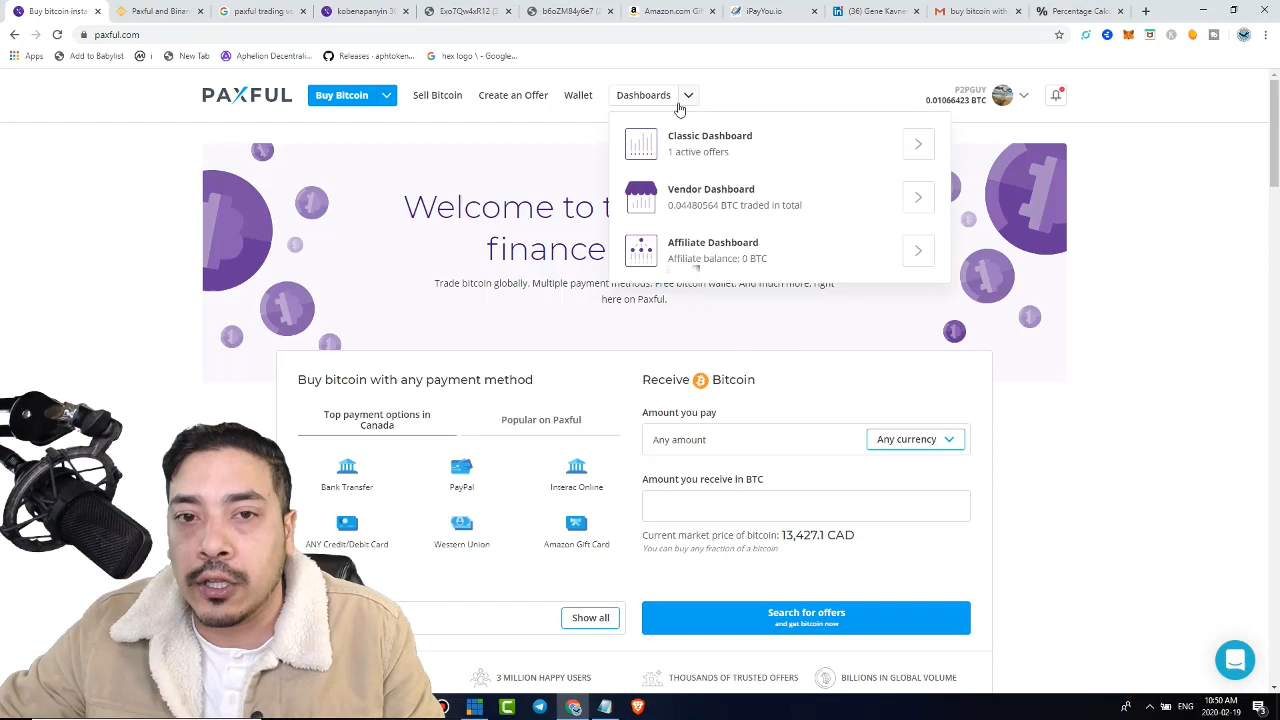 Buy bitcoin insta
Paxful and Binanc
paxful trading vo
kobenapanyin 30
Exo7Qw4xR12 (D
b6oZM84y6e7 (2
Amazon.com GIF
iPayYou.io
(36) Gene Kavne
buy bitcoin with
Percentage Calcu
paxful.com
Apps
Add to Babylist
New Tab
Aphelion Decentrali...
Releases · aphtoken...
hex logo \ - Google...
PAXFUL
Buy Bitcoin
Sell Bitcoin
Create an Offer
Wallet
Dashboards
P2PGUY
0.01066423 BTC
Classic Dashboard
1 active offers
Vendor Dashboard
0.04480564 BTC traded in total
Affiliate Dashboard
Affiliate balance: 0 BTC
Welcome to t
finance
Trade bitcoin globally. Multiple payment methods. Free bitcoin wallet. And much more, right
here on Paxful.
Buy bitcoin with any payment method
Top payment options in
Canada
Popular on Paxful
Bank Transfer
PayPal
Interac Online
ANY Credit/Debit Card
Western Union
Amazon Gift Card
Show all
Receive Bitcoin
Amount you pay
Any amount
Any currency
Amount you receive in BTC
Current market price of bitcoin: 13,427.1 CAD
You can buy any fraction of a bitcoin
Search for offers
and get bitcoin now
3 MILLION HAPPY USERS
THOUSANDS OF TRUSTED OFFERS
BILLIONS IN GLOBAL VOLUME
ENG
10:50 AM
2020-02-19